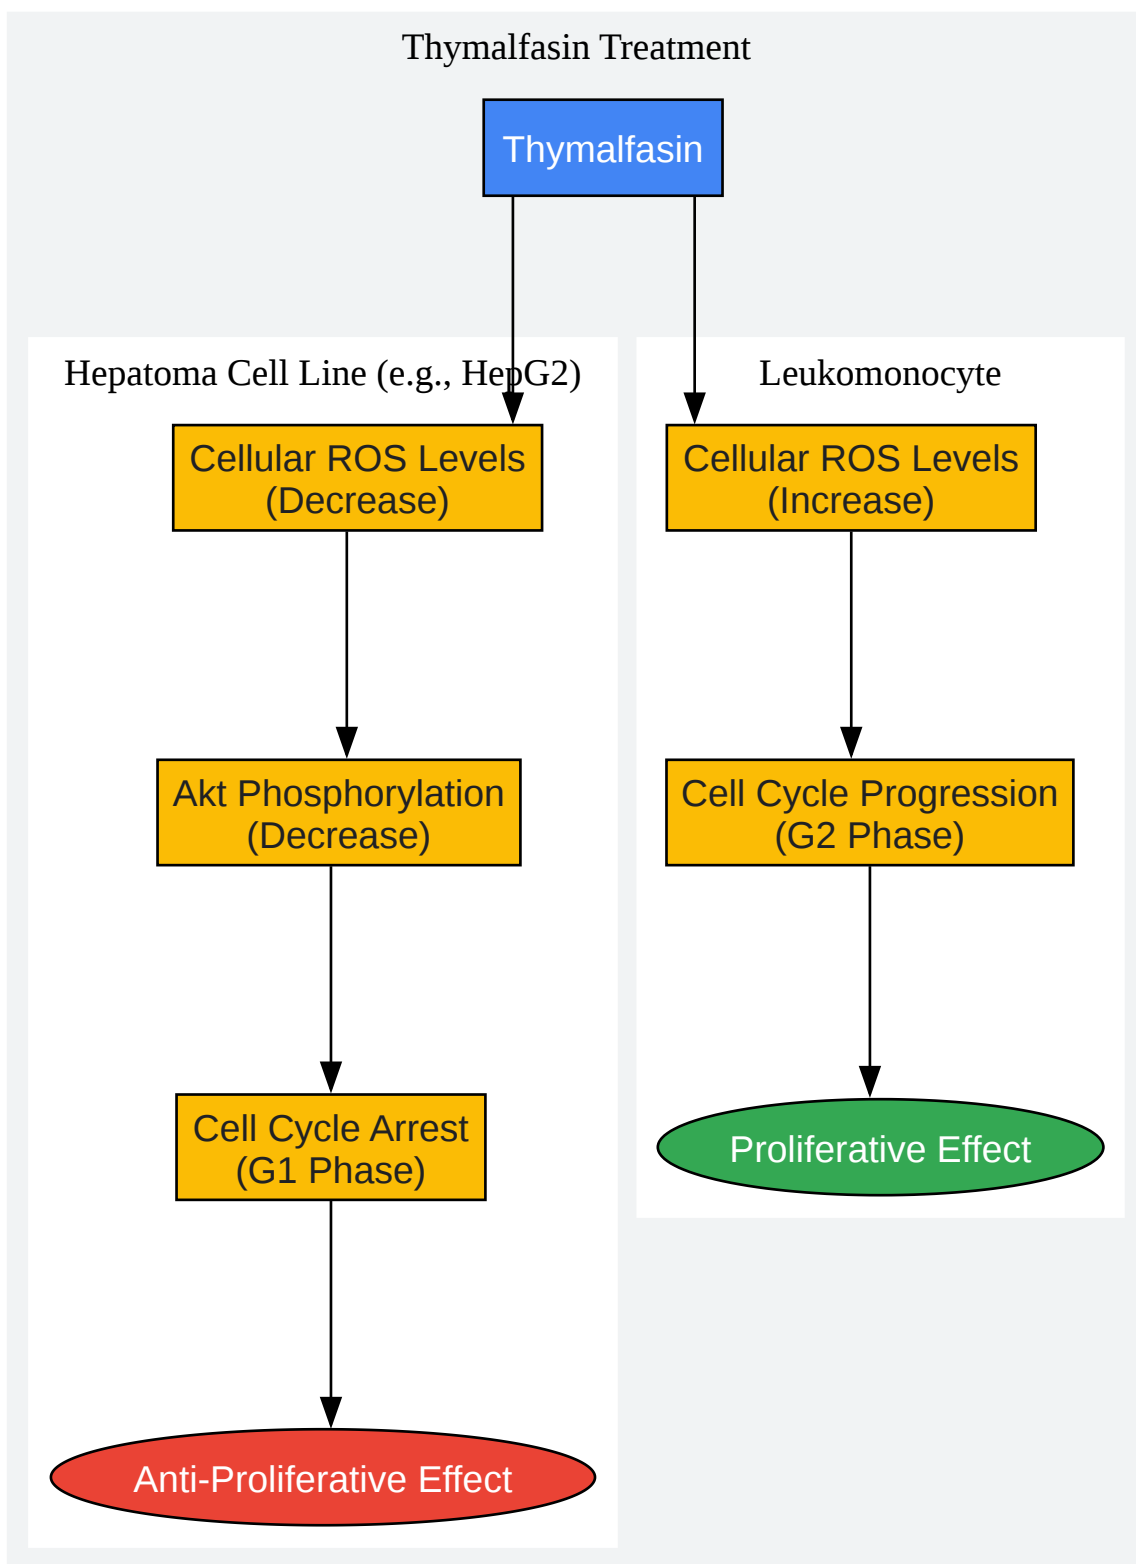 Thymalfasin Treatment
Thymalfasin
Hepatoma Cell Line (e.g., HepG2)
Cellular ROS Levels
(Decrease)
Akt Phosphorylation
(Decrease)
Cell Cycle Arrest
(G1 Phase)
Anti-Proliferative Effect
Leukomonocyte
Cellular ROS Levels
(Increase)
Cell Cycle Progression
(G2 Phase)
Proliferative Effect